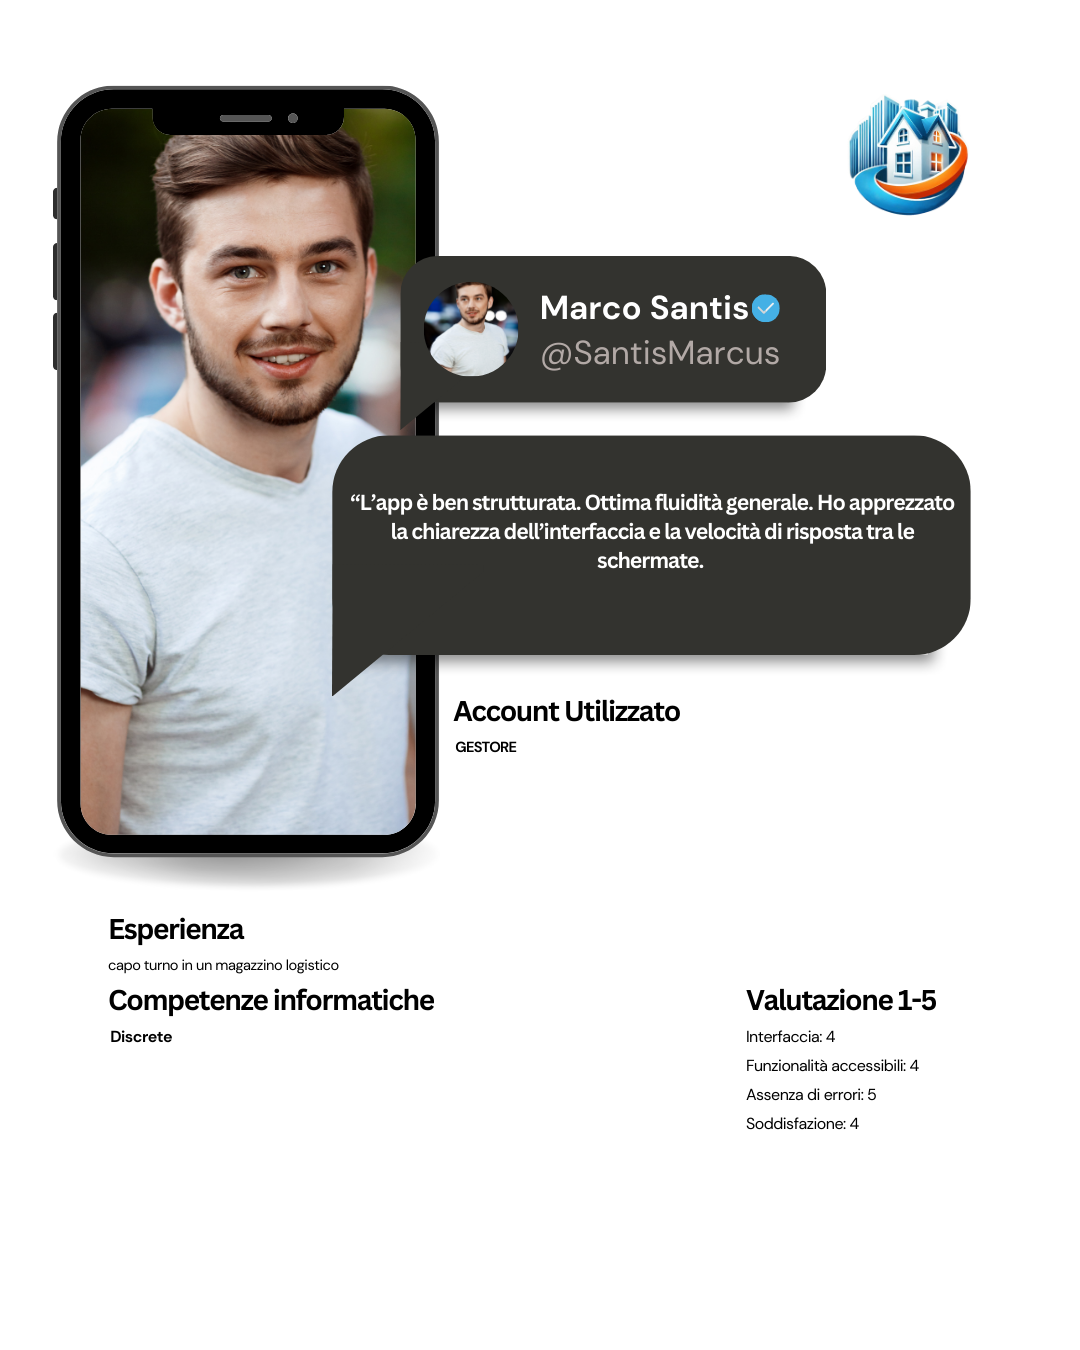 Marco Santis
@SantisMarcus
“L’app è ben strutturata. Ottima fluidità generale. Ho apprezzato
la chiarezza dell’interfaccia e la velocità di risposta tra le
schermate.
Account Utilizzato
GESTORE
Esperienza
capo turno in un magazzino logistico
Competenze informatiche
Discrete
Valutazione 1-5
Interfaccia: 4
Funzionalità accessibili: 4
Assenza di errori: 5
Soddisfazione: 4